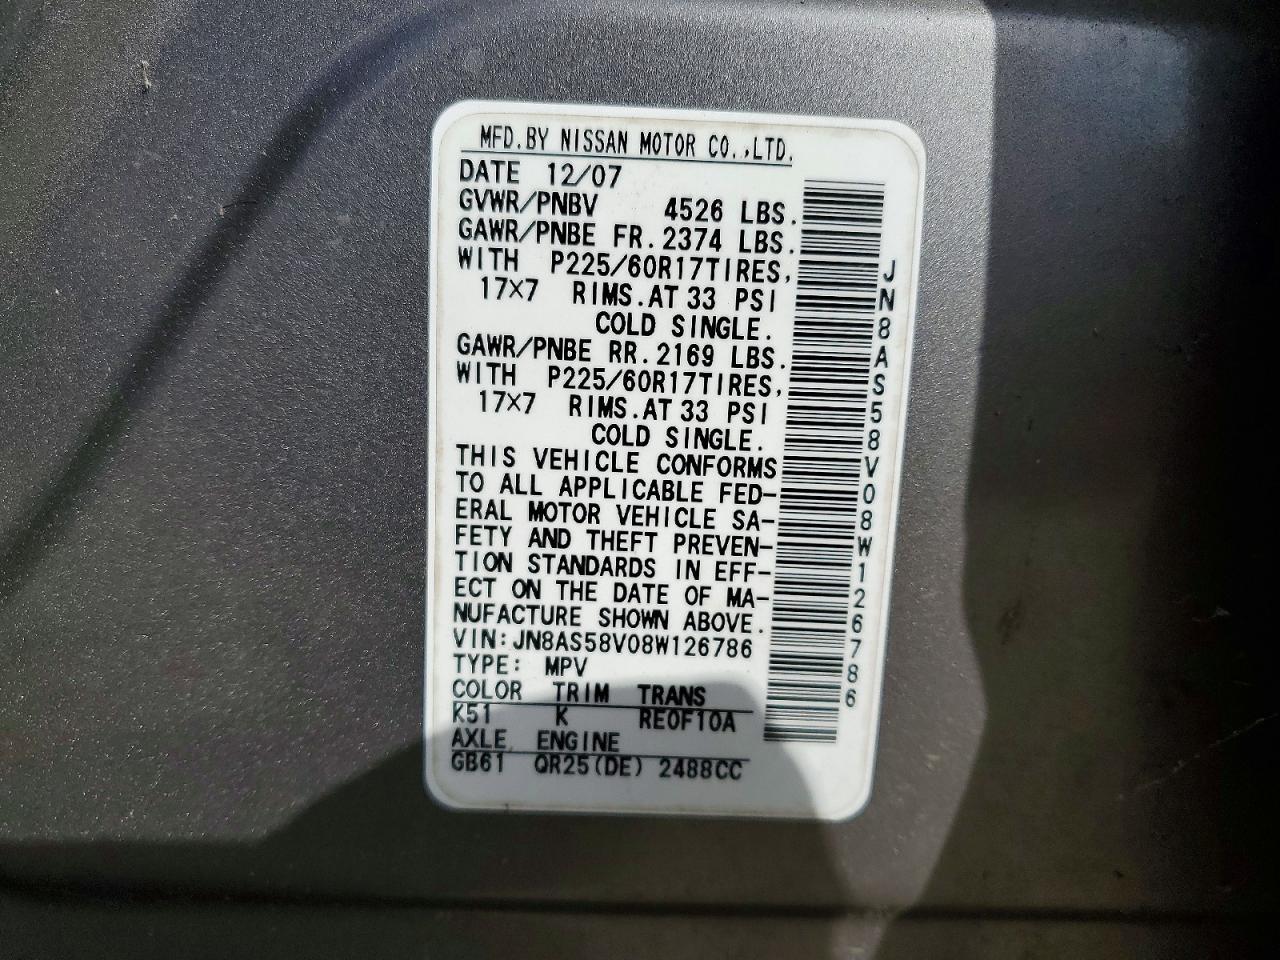 MFD.BY NISSAN MOTOR CO.,LTD.
DATE 12/07
GVWR/PNBV 4526 LBS.
GAWR/PNBE FR.2374 LBS.
WITH P225/60R17TIRES,
17×7 RIMS.AT 33 PSI
COLD SINGLE.
GAWR/PNBE RR.2169 LBS.
WITH P225/60R17TIRES,
17×7 RIMS.AT 33 PSI
COLD SINGLE.
THIS VEHICLE CONFORMS
TO ALL APPLICABLE FED-
ERAL MOTOR VEHICLE SA-
FETY AND THEFT PREVEN-
TION STANDARDS IN EFF-
ECT ON THE DATE OF MA-
NUFACTURE SHOWN ABOVE.
VIN:JN8AS58V08W126786
TYPE: MPV
COLOR TRIM TRANS
K51 K RE0F10A
AXLE ENGINE
GB61 QR25(DE) 2488CC
JN8AS58V08W126786